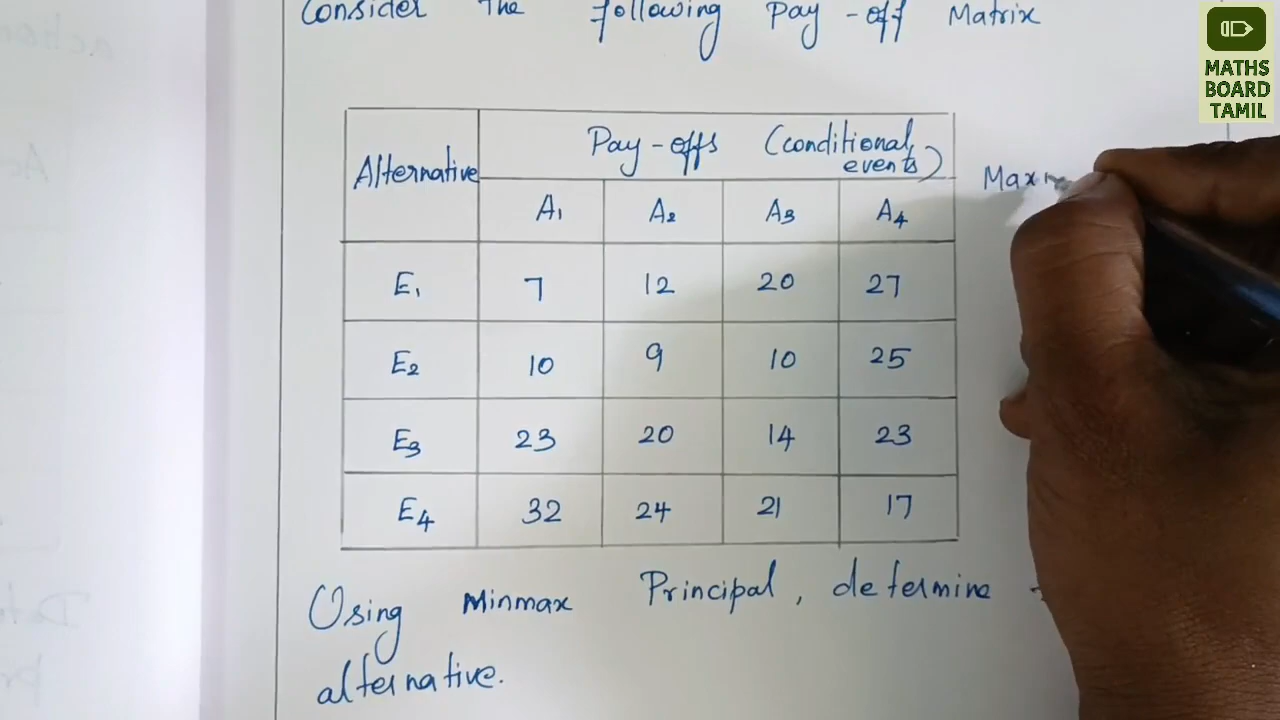 Consider The following Pay-off Matrix
MATHS
BOARD
TAMIL
Alternative Pay-offs (conditional events)
A1 A2 A3 A4
Maxi
E1 7 12 20 27
E2 10 9 10 25
E3 23 20 14 23
E4 32 24 21 17
Using Minmax Principal, determine
alternative.